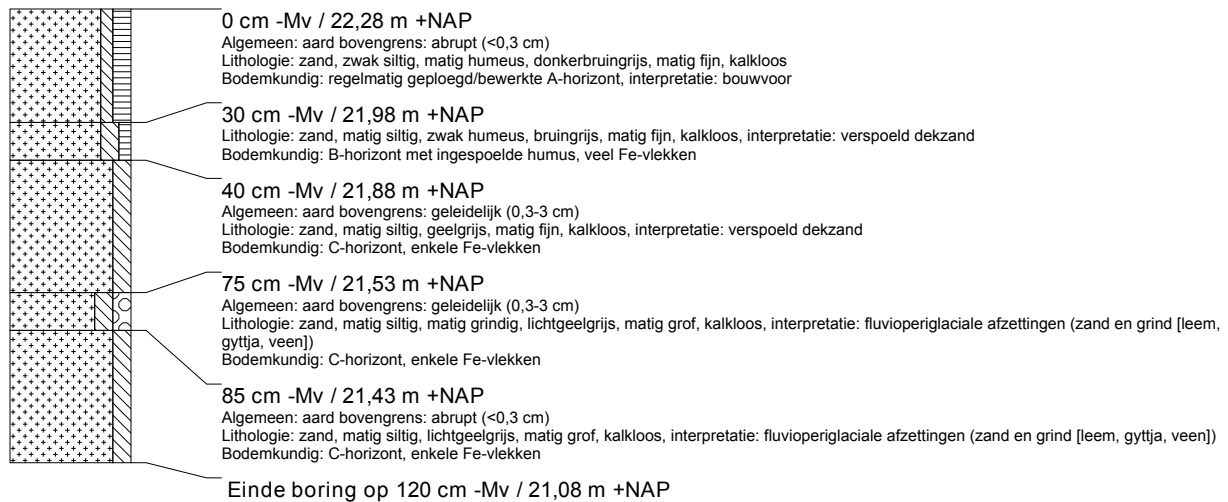 0 cm -Mv / 22,28 m +NAP
Algemeen: aard bovengrens: abrupt (<0,3 cm)
Lithologie: zand, zwak siltig, matig humeus, donkerbruingrijs, matig fijn, kalkloos
Bodemkundig: regelmatig geploegd/bewerkte A-horizont, interpretatie: bouwvoor
30 cm -Mv / 21,98 m +NAP
Lithologie: zand, matig siltig, zwak humeus, bruingrijs, matig fijn, kalkloos, interpretatie: verspoeld dekzand
Bodemkundig: B-horizont met ingespoelde humus, veel Fe-vlekken
40 cm -Mv / 21,88 m +NAP
Algemeen: aard bovengrens: geleidelijk (0,3-3 cm)
Lithologie: zand, matig siltig, geelgrijs, matig fijn, kalkloos, interpretatie: verspoeld dekzand
Bodemkundig: C-horizont, enkele Fe-vlekken
75 cm -Mv / 21,53 m +NAP
Algemeen: aard bovengrens: geleidelijk (0,3-3 cm)
Lithologie: zand, matig siltig, matig grindig, lichtgeelgrijs, matig grof, kalkloos, interpretatie: fluvioperiglaciale afzettingen (zand en grind [leem,
gyttja, veen])
Bodemkundig: C-horizont, enkele Fe-vlekken
85 cm -Mv / 21,43 m +NAP
Algemeen: aard bovengrens: abrupt (<0,3 cm)
Lithologie: zand, matig siltig, lichtgeelgrijs, matig grof, kalkloos, interpretatie: fluvioperiglaciale afzettingen (zand en grind [leem, gyttja, veen])
Bodemkundig: C-horizont, enkele Fe-vlekken
Einde boring op 120 cm -Mv / 21,08 m +NAP